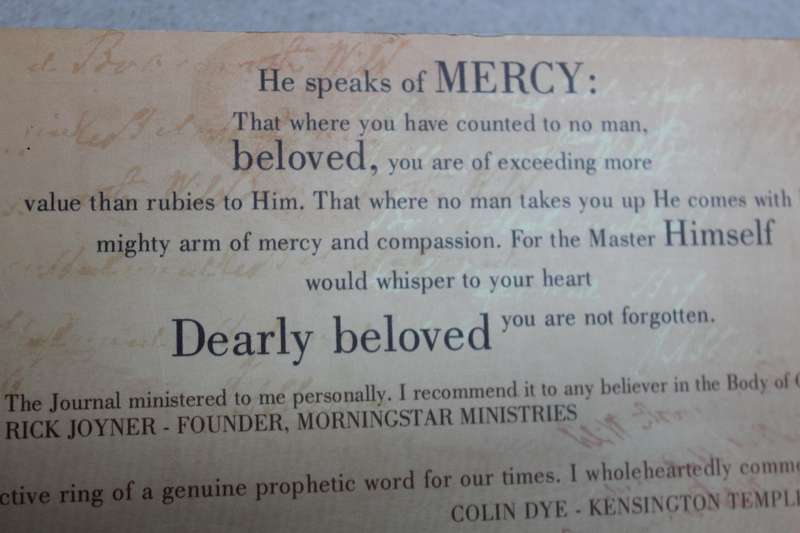 He speaks of MERCY:
That where you have counted to no man,
beloved, you are of exceeding more
value than rubies to Him. That where no man takes you up He comes with
mighty arm of mercy and compassion. For the Master Himself
would whisper to your heart
Dearly beloved you are not forgotten.
The Journal ministered to me personally. I recommend it to any believer in the Body of
RICK JOYNER - FOUNDER, MORNINGSTAR MINISTRIES
ctive ring of a genuine prophetic word for our times. I wholeheartedly comme
COLIN DYE - KENSINGTON TEMPL